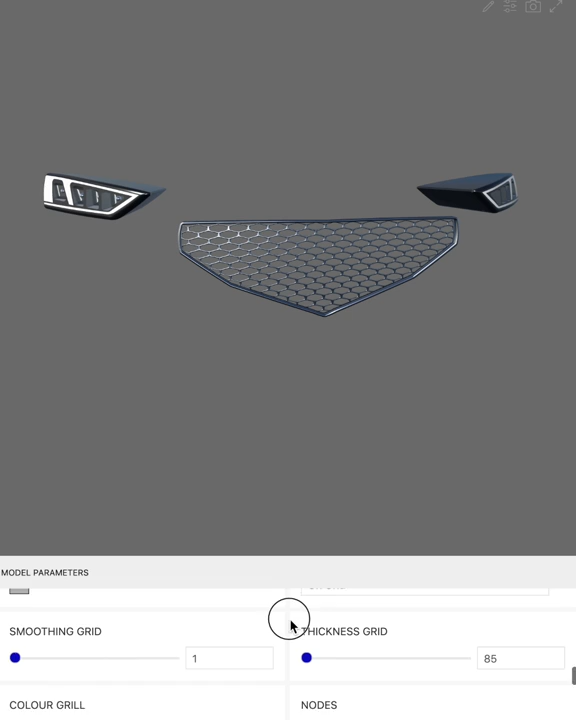 MODEL PARAMETERS
SMOOTHING GRID
THICKNESS GRID
1
85
COLOUR GRILL
NODES